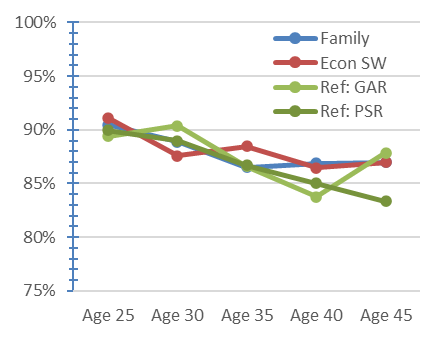 100%
95%
90%
85%
80%
75%
Family
Econ SW
Ref: GAR
Ref: PSR
Age 25 Age 30 Age 35 Age 40 Age 45